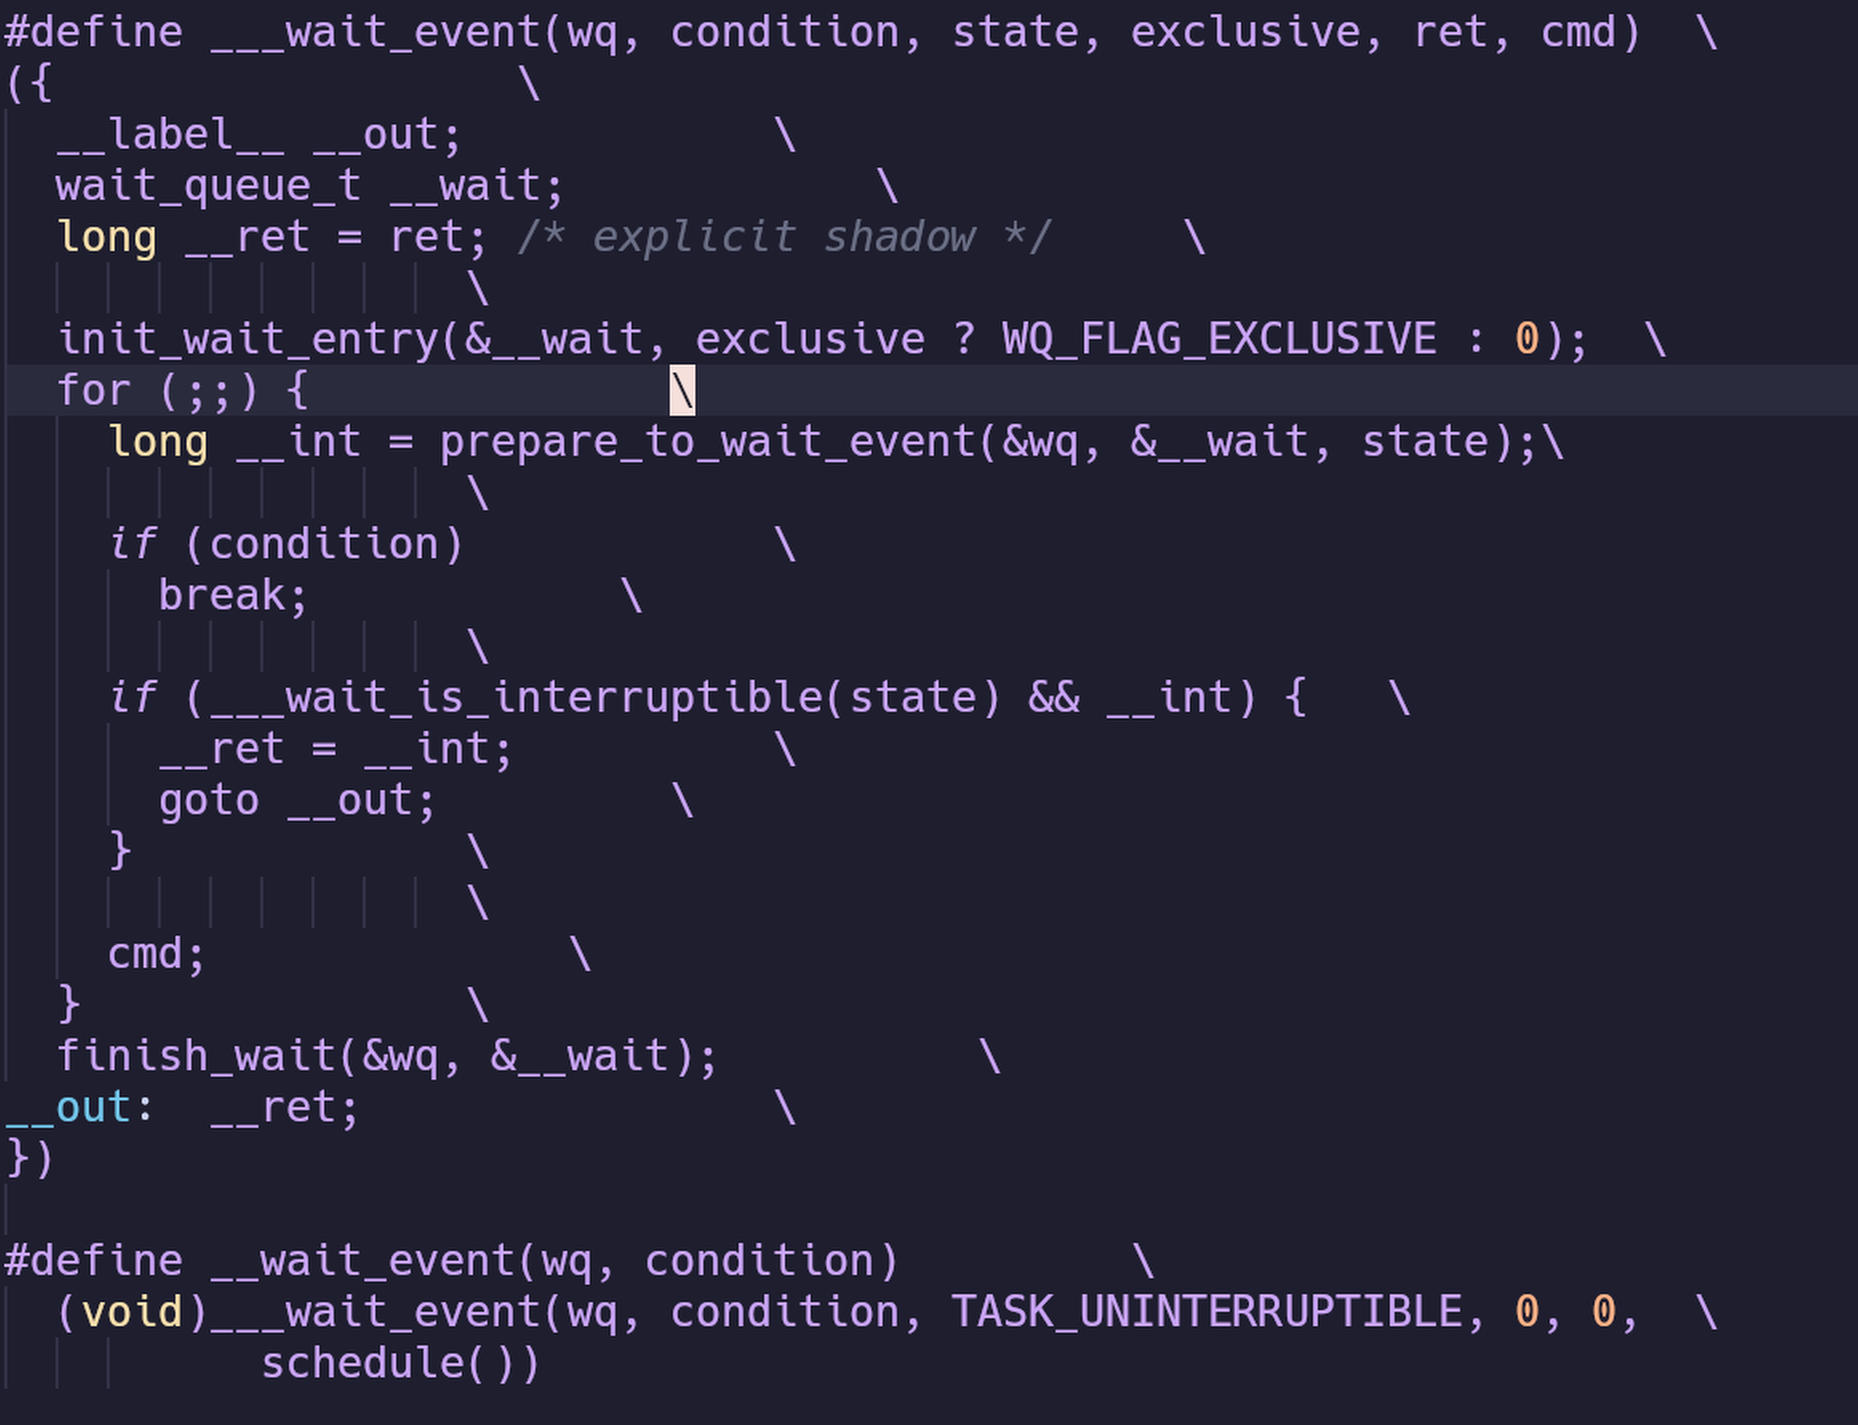 #define ___wait_event(wq, condition, state, exclusive, ret, cmd)  \
({                  \
  __label__ __out;            \
  wait_queue_t __wait;            \
  long __ret = ret; /* explicit shadow */     \
                  \
  init_wait_entry(&__wait, exclusive ? WQ_FLAG_EXCLUSIVE : 0);  \
  for (;;) {              \
    long __int = prepare_to_wait_event(&wq, &__wait, state);\
                  \
    if (condition)            \
      break;            \
                  \
    if (___wait_is_interruptible(state) && __int) {   \
      __ret = __int;          \
      goto __out;         \
    }             \
                  \
    cmd;              \
  }               \
  finish_wait(&wq, &__wait);          \
__out:  __ret;                \
})
#define __wait_event(wq, condition)         \
  (void)___wait_event(wq, condition, TASK_UNINTERRUPTIBLE, 0, 0,  \
          schedule())